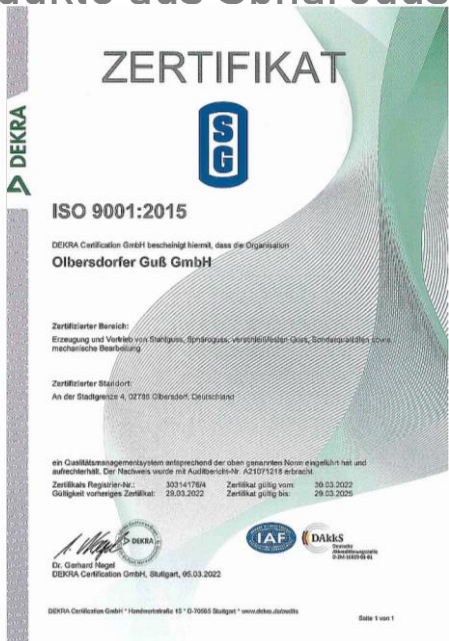 ZERTIFIKAT
DEKRA
SG
ISO 9001:2015
DEKRA Certification GmbH bescheinigt hiermit, dass die Organisation
Olbersdorfer Guß GmbH
Zertifizierter Bereich:
Erzeugung und Vertrieb von Stahlguss, Sphäroguss, verschleißfesten Guss, Sonderqualitäten sowie
mechanische Bearbeitung
Zertifizierter Standort:
An der Stadtgrenze 4, 02785 Olbersdorf, Deutschland
ein Qualitätsmanagementsystem entsprechend der oben genannten Norm eingeführt hat und
aufrechterhält. Der Nachweis wurde mit Auditbericht-Nr. A21071218 erbracht.
Zertifikats Registrier-Nr.: 30314176/4 Zertifikat gültig vom: 30.03.2022
Gültigkeit vorheriges Zertifikat: 29.03.2022 Zertifikat gültig bis: 29.03.2025
DEKRA
IAF
DAkkS
Deutsche
Akkreditierungsstelle
Dr. Gerhard Nagel
DEKRA Certification GmbH, Stuttgart, 05.03.2022
DEKRA Certification GmbH * Handwerkstraße 15 * D-70565 Stuttgart * www.dekra.de/audits
Seite 1 von 1